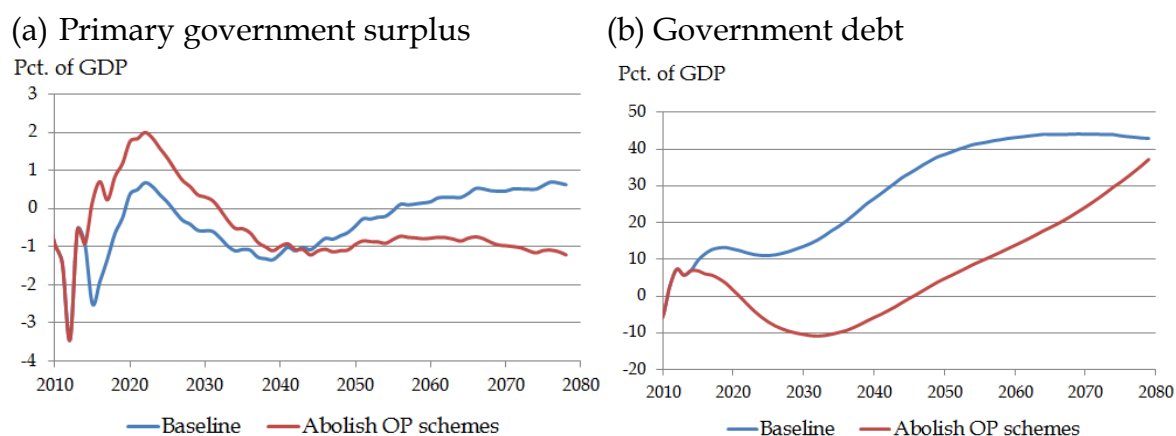 (a) Primary government surplus
Pct. of GDP
3
2
1
0
-1
-2
-3
-4
2010 2020 2030 2040 2050 2060 2070 2080
Baseline Abolish OP schemes
(b) Government debt
Pct. of GDP
50
40
30
20
10
0
-10
-20
2010 2020 2030 2040 2050 2060 2070 2080
Baseline Abolish OP schemes